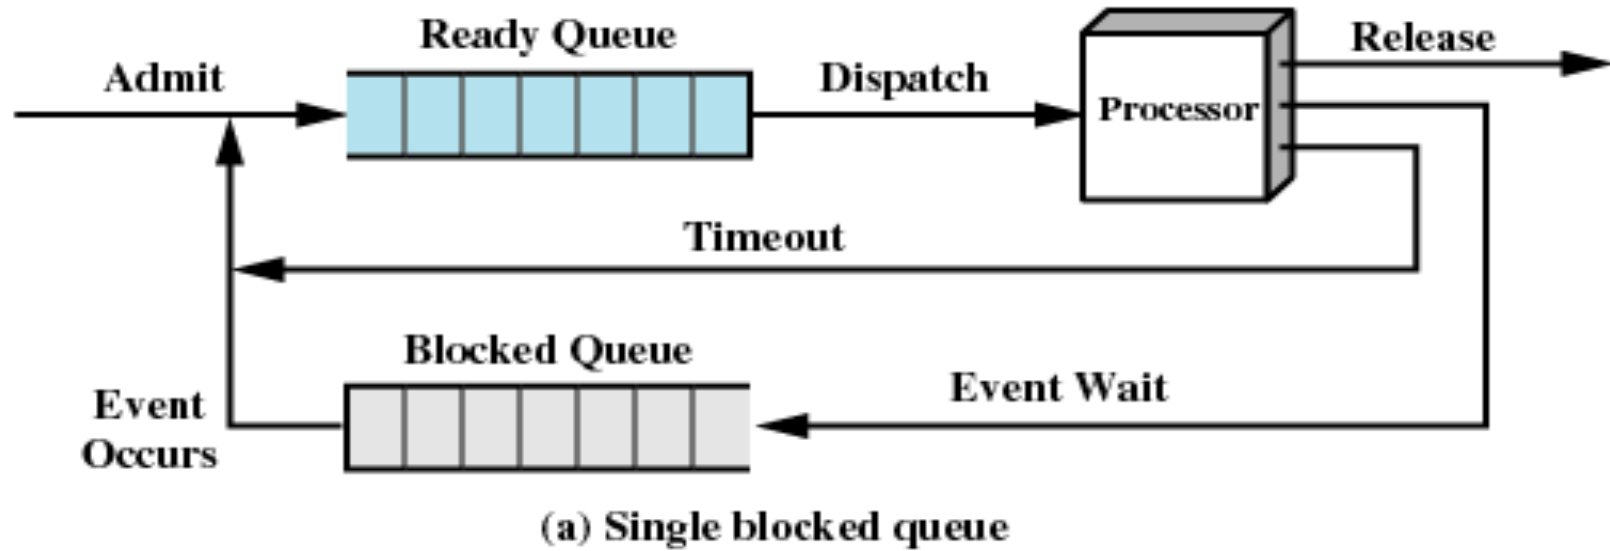 Ready Queue
Release
Admit
Dispatch
Processor
Timeout
Blocked Queue
Event Wait
Event
Occurs
(a) Single blocked queue